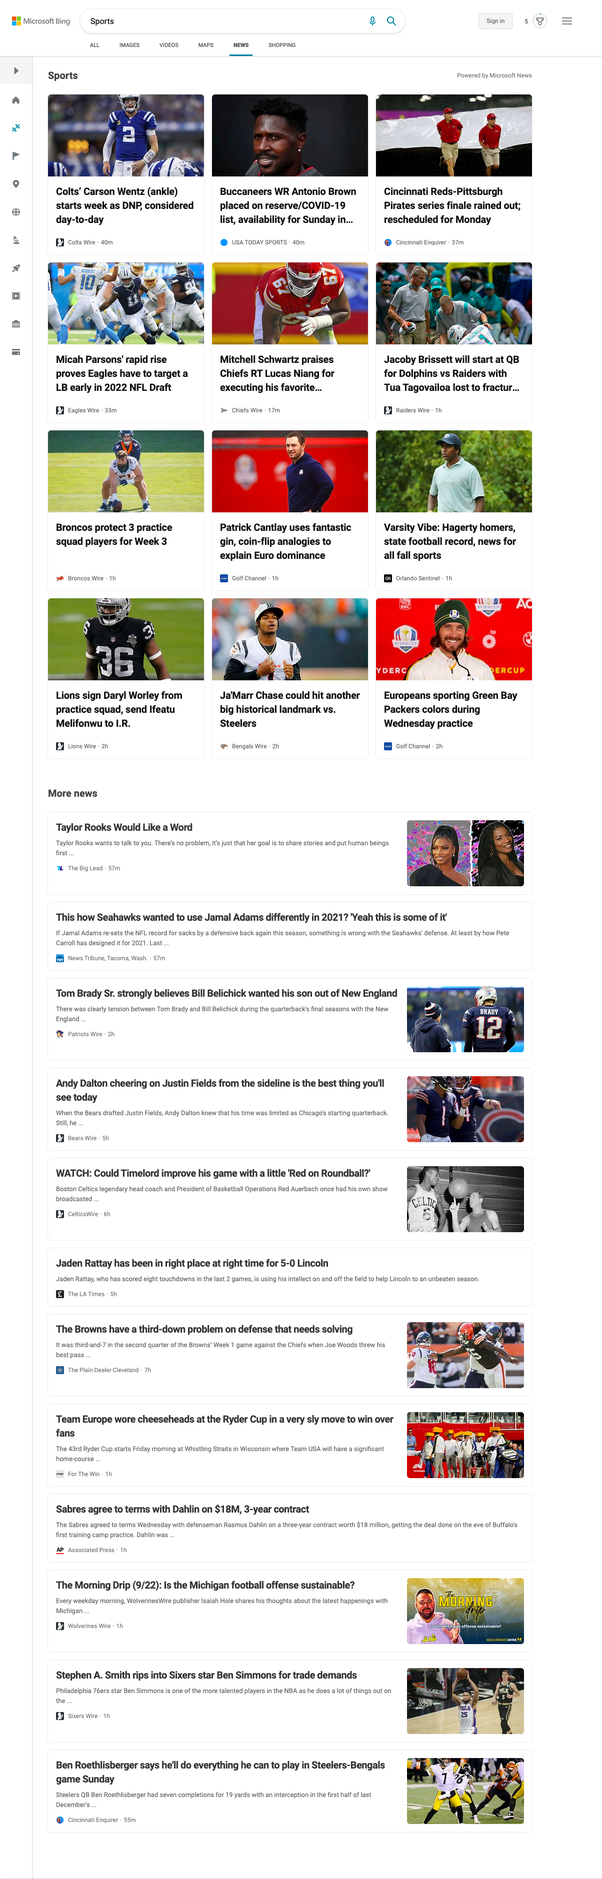 Microsoft Bing
Sports
Sign in
5
ALL
IMAGES
VIDEOS
MAPS
NEWS
SHOPPING
Sports
Powered by Microsoft News
Colts' Carson Wentz (ankle)
starts week as DNP, considered
day-to-day
Colts Wire · 40m
Buccaneers WR Antonio Brown
placed on reserve/COVID-19
list, availability for Sunday in...
USA TODAY SPORTS · 40m
Cincinnati Reds-Pittsburgh
Pirates series finale rained out;
rescheduled for Monday
Cincinnati Enquirer · 37m
Micah Parsons' rapid rise
proves Eagles have to target a
LB early in 2022 NFL Draft
Eagles Wire · 33m
Mitchell Schwartz praises
Chiefs RT Lucas Niang for
executing his favorite...
Chiefs Wire · 17m
Jacoby Brissett will start at QB
for Dolphins vs Raiders with
Tua Tagovailoa lost to fractur...
Raiders Wire · 1h
Broncos protect 3 practice
squad players for Week 3
Broncos Wire · 1h
Patrick Cantlay uses fantastic
gin, coin-flip analogies to
explain Euro dominance
Golf Channel · 1h
Varsity Vibe: Hagerty homers,
state football record, news for
all fall sports
Orlando Sentinel · 1h
Lions sign Daryl Worley from
practice squad, send Ifeatu
Melifonwu to I.R.
Lions Wire · 2h
Ja'Marr Chase could hit another
big historical landmark vs.
Steelers
Bengals Wire · 2h
Europeans sporting Green Bay
Packers colors during
Wednesday practice
Golf Channel · 2h
More news
Taylor Rooks Would Like a Word
Taylor Rooks wants to talk to you. There's no problem, it's just that her goal is to share stories and put human beings
first ...
The Big Lead · 57m
This how Seahawks wanted to use Jamal Adams differently in 2021? 'Yeah this is some of it'
If Jamal Adams re-sets the NFL record for sacks by a defensive back again this season, something is wrong with the Seahawks' defense. At least by how Pete
Carroll has designed it for 2021. Last ...
News Tribune, Tacoma, Wash. · 57m
Tom Brady Sr. strongly believes Bill Belichick wanted his son out of New England
There was clearly tension between Tom Brady and Bill Belichick during the quarterback's final seasons with the New
England ...
Patriots Wire · 2h
BRADY
12
Andy Dalton cheering on Justin Fields from the sideline is the best thing you'll
see today
When the Bears drafted Justin Fields, Andy Dalton knew that his time was limited as Chicago's starting quarterback.
Still, he ...
Bears Wire · 5h
WATCH: Could Timelord improve his game with a little 'Red on Roundball?'
Boston Celtics legendary head coach and President of Basketball Operations Red Auerbach once had his own show
broadcasted ...
CelticsWire · 6h
Jaden Rattay has been in right place at right time for 5-0 Lincoln
Jaden Rattay, who has scored eight touchdowns in the last 2 games, is using his intellect on and off the field to help Lincoln to an unbeaten season.
The LA Times · 5h
The Browns have a third-down problem on defense that needs solving
It was third-and-7 in the second quarter of the Browns' Week 1 game against the Chiefs when Joe Woods threw his
best pass ...
The Plain Dealer Cleveland · 7h
Team Europe wore cheeseheads at the Ryder Cup in a very sly move to win over
fans
The 43rd Ryder Cup starts Friday morning at Whistling Straits in Wisconsin where Team USA will have a significant
home-course ...
For The Win · 1h
Sabres agree to terms with Dahlin on $18M, 3-year contract
The Sabres agreed to terms Wednesday with defenseman Rasmus Dahlin on a three-year contract worth $18 million, getting the deal done on the eve of Buffalo's
first training camp practice. Dahlin was ...
AP Associated Press · 1h
The Morning Drip (9/22): Is the Michigan football offense sustainable?
Every weekday morning, WolverinesWire publisher Isaiah Hole shares his thoughts about the latest happenings with
Michigan ...
Wolverines Wire · 1h
The
MORNING
drip
Stephen A. Smith rips into Sixers star Ben Simmons for trade demands
Philadelphia 76ers star Ben Simmons is one of the more talented players in the NBA as he does a lot of things out on
the ...
Sixers Wire · 1h
Ben Roethlisberger says he'll do everything he can to play in Steelers-Bengals
game Sunday
Steelers QB Ben Roethlisberger had seven completions for 19 yards with an interception in the first half of last
December's ...
Cincinnati Enquirer · 55m